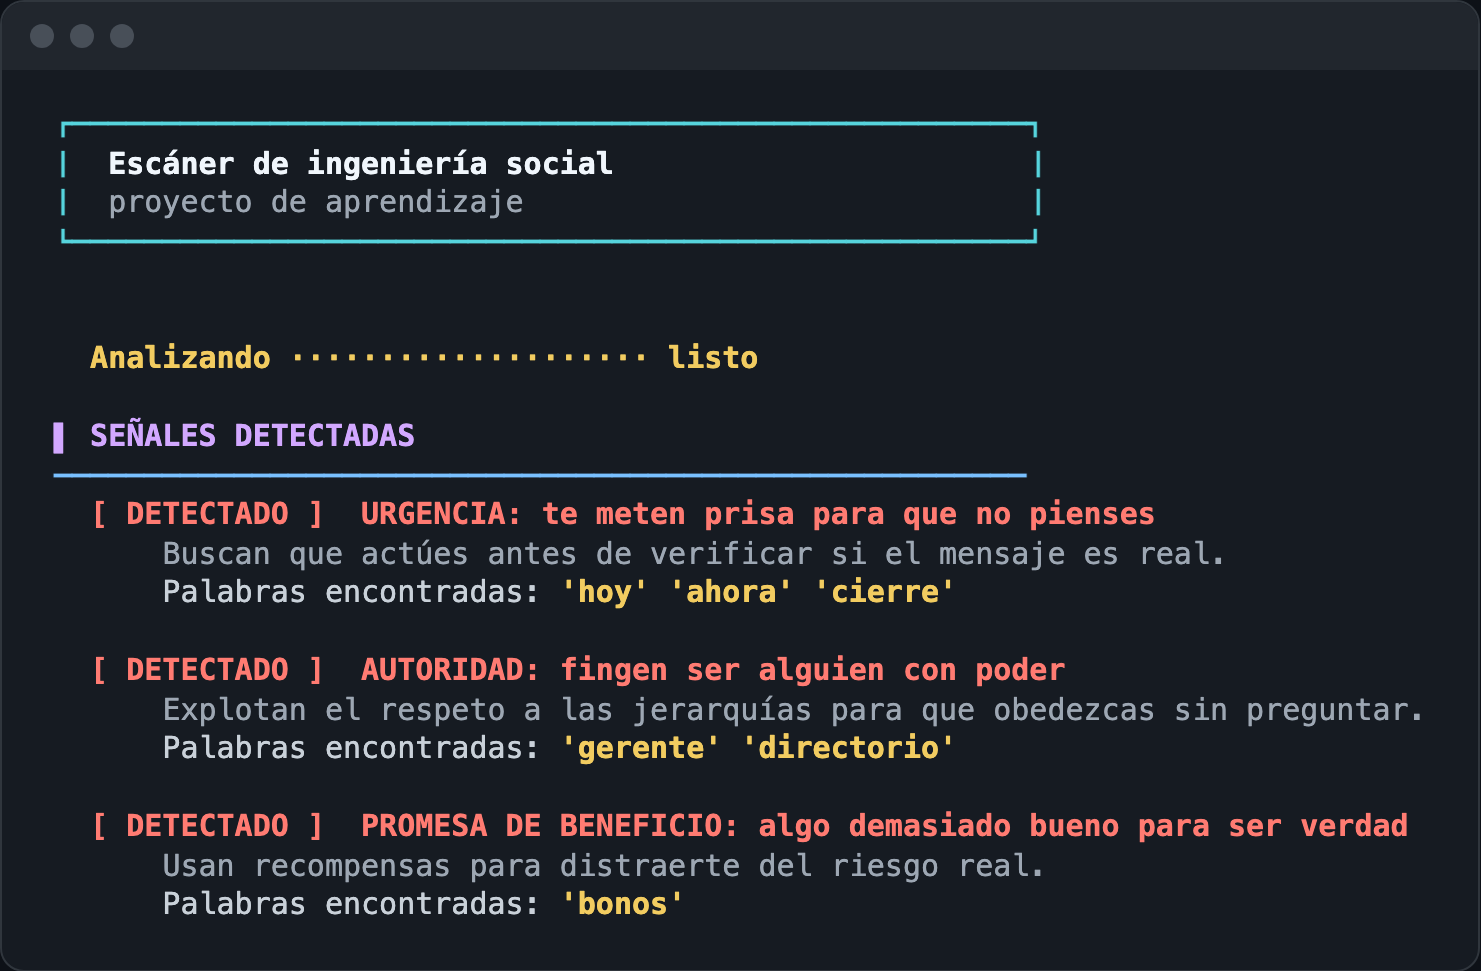 Escáner de ingeniería social
proyecto de aprendizaje
Analizando ···················· listo
SEÑALES DETECTADAS
[ DETECTADO ]  URGENCIA: te meten prisa para que no pienses
Buscan que actúes antes de verificar si el mensaje es real.
Palabras encontradas: 'hoy' 'ahora' 'cierre'
[ DETECTADO ]  AUTORIDAD: fingen ser alguien con poder
Explotan el respeto a las jerarquías para que obedezcas sin preguntar.
Palabras encontradas: 'gerente' 'directorio'
[ DETECTADO ]  PROMESA DE BENEFICIO: algo demasiado bueno para ser verdad
Usan recompensas para distraerte del riesgo real.
Palabras encontradas: 'bonos'